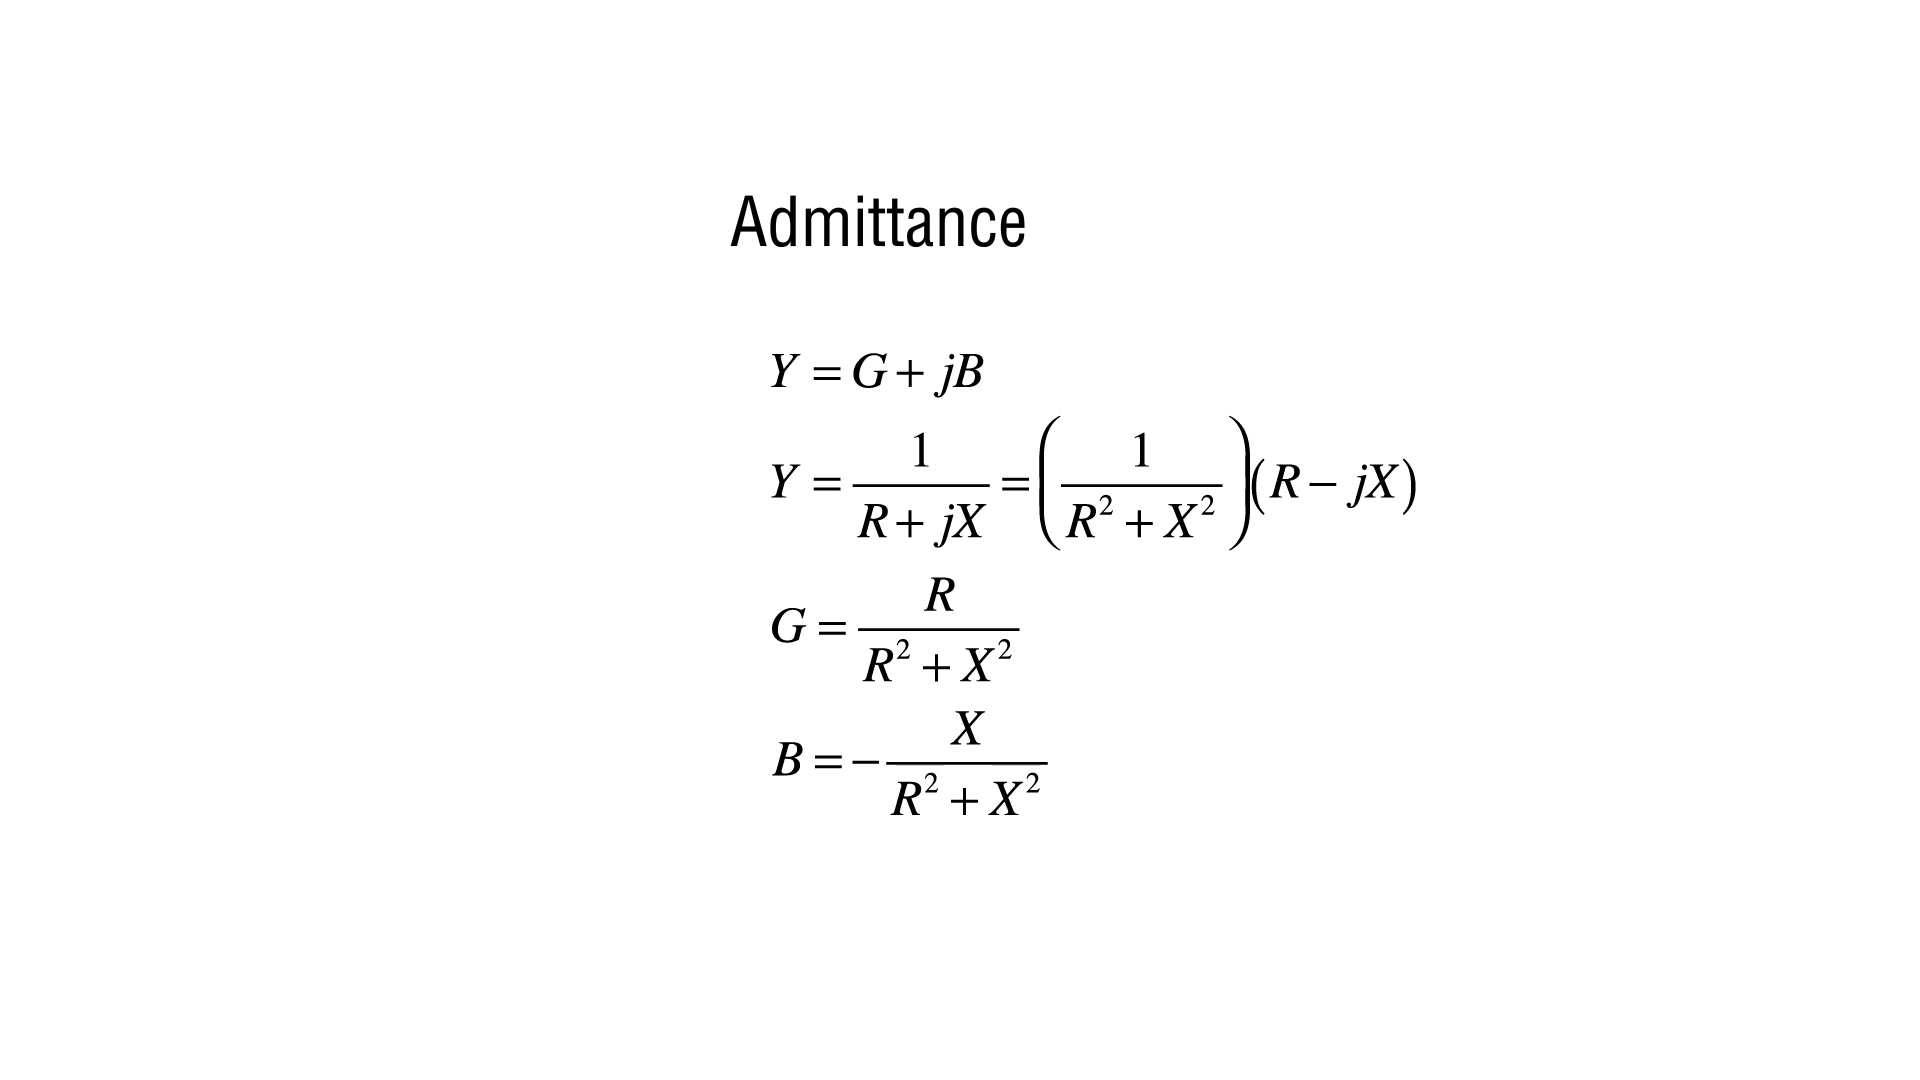 Admittance
Y = G + jB
Y = 1/(R + jX) = (1/(R² + X²))(R − jX)
G = R/(R² + X²)
B = −X/(R² + X²)